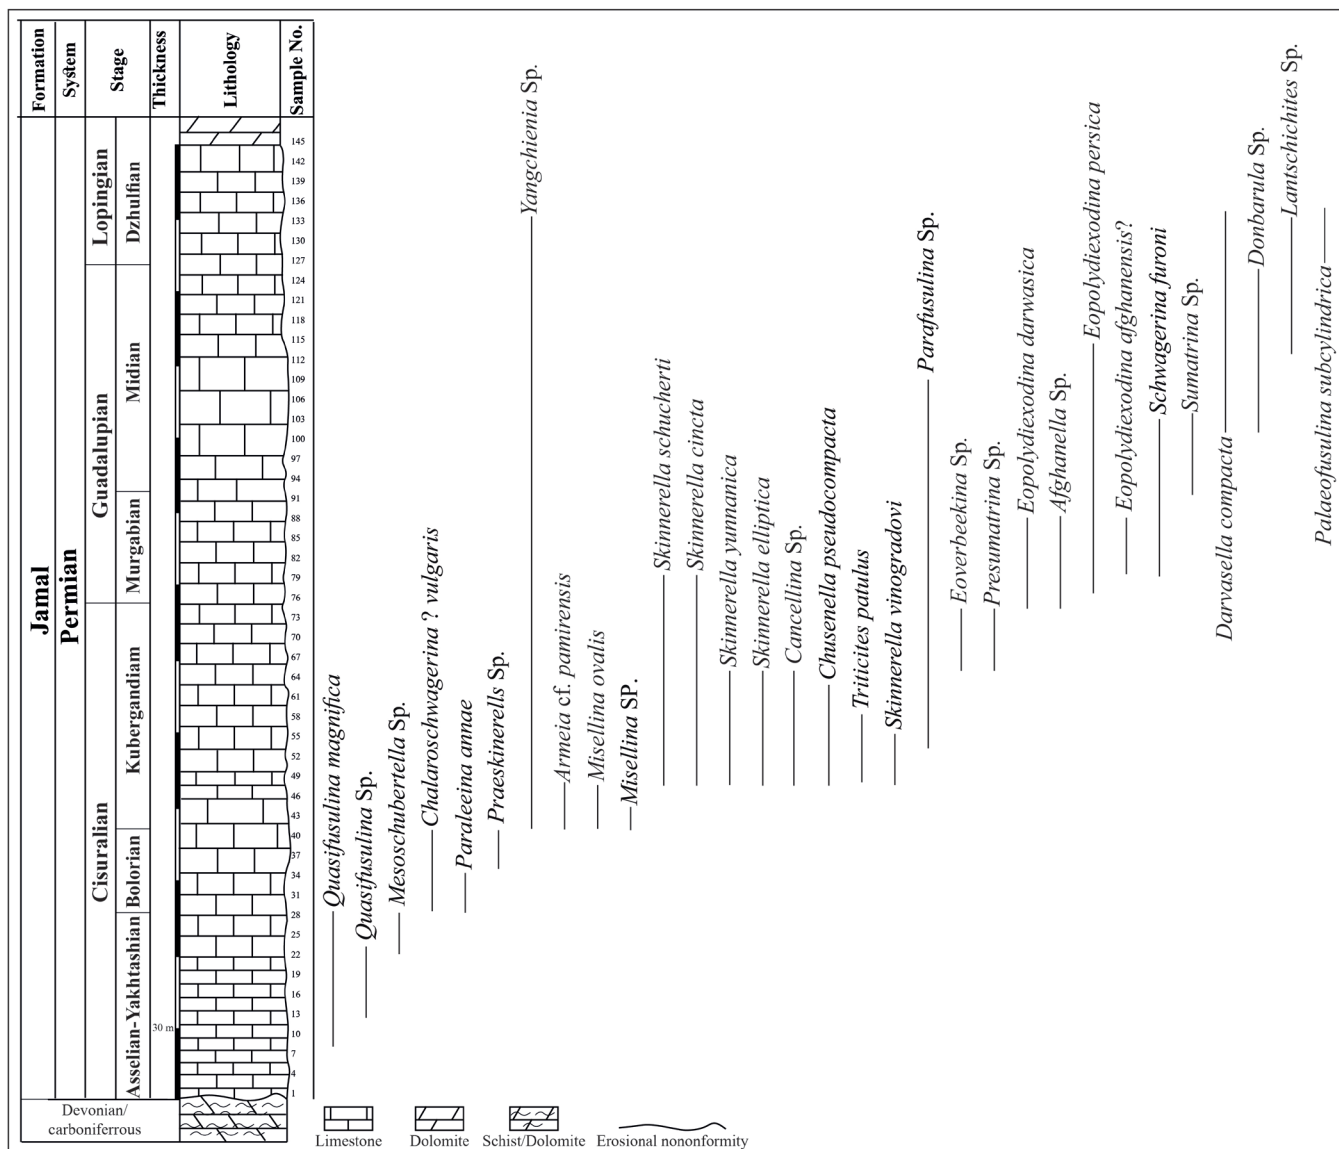 Formation
System
Stage
Thickness
Lithology
Sample No.
Jamal
Permian
Lopingian
Guadalupian
Cisuralian
Dzhulfian
Midian
Murgabian
Kubergandiam
Bolorian
Asselian-Yakhtashian
30 m
145
142
139
136
133
130
127
124
121
118
115
112
109
106
103
100
97
94
91
88
85
82
79
76
73
70
67
64
61
58
55
52
49
46
43
40
37
34
31
28
25
22
19
16
13
10
7
4
1
Quasifusulina magnifica
Quasifusulina Sp.
Mesoschubertella Sp.
Chalaroschwagerina ? vulgaris
Paraleeina annae
Praeskinerells Sp.
Yangchienia Sp.
Armeia cf. pamirensis
Misellina ovalis
Misellina SP.
Skinnerella schucherti
Skinnerella cincta
Skinnerella yunnanica
Skinnerella elliptica
Cancellina Sp.
Chusenella pseudocompacta
Triticites patulus
Skinnerella vinogradovi
Parafusulina Sp.
Eoverbeekina Sp.
Presumatrina Sp.
Eopolydiexodina darwasica
Afghanella Sp.
Eopolydiexodina persica
Eopolydiexodina afghanensis?
Schwagerina furoni
Sumatrina Sp.
Darvasella compacta
Donbarula Sp.
Lantschichites Sp.
Palaeofusulina subcylindrica
Devonian/
carboniferrous
Limestone
Dolomite
Schist/Dolomite
Erosional nononformity